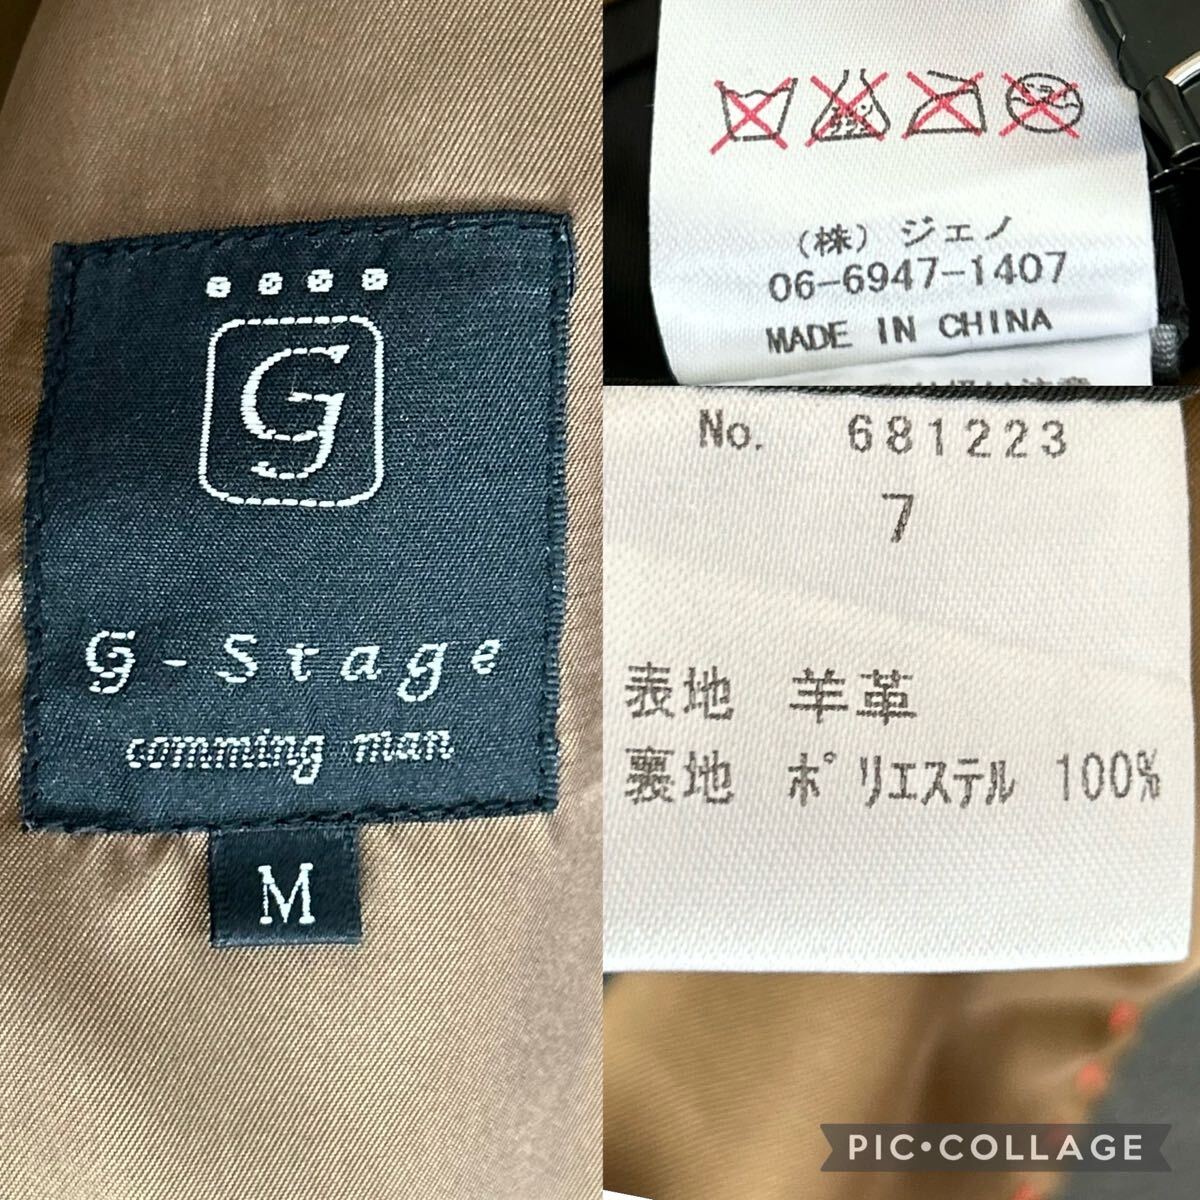 G
G-Stage
comming man
M
(株) ジェノ
06-6947-1407
MADE IN CHINA
No. 681223
7
表地 羊革
裏地 ポリエステル 100%
PIC•COLLAGE